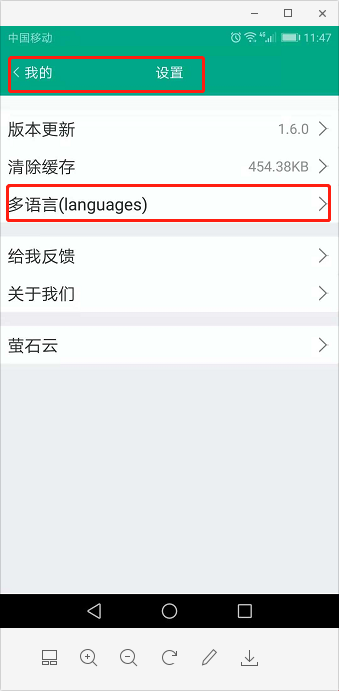 中国移动 4G 11:47
我的 设置
版本更新 1.6.0
清除缓存 454.38KB
多语言(languages)
给我反馈
关于我们
萤石云